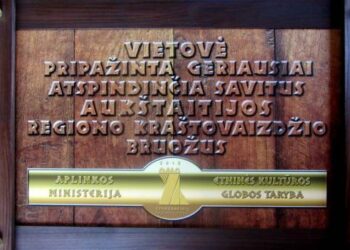 VIETOVĖ
PRIPAŽINTA GERIAUSIAI
ATSPINDINČIA SAVITUS
AUKŠTAITIJOS
REGIONO KRAŠTOVAIZDŽIO
BRUOŽUS
APLINKOS
MINISTERIJA
ETNINĖS KULTŪROS
GLOBOS TARYBA